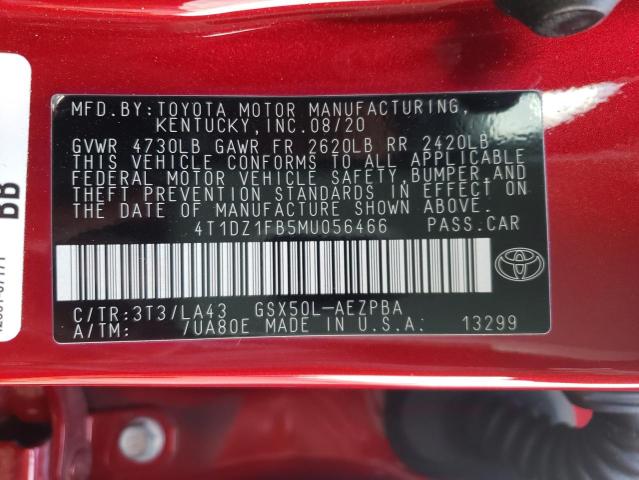 MFD.BY:TOYOTA MOTOR MANUFACTURING,
KENTUCKY,INC.08/20
GVWR 4730LB GAWR FR 2620LB RR 2420LB
THIS VEHICLE CONFORMS TO ALL APPLICABLE
FEDERAL MOTOR VEHICLE SAFETY,BUMPER,AND
THEFT PREVENTION STANDARDS IN EFFECT ON
THE DATE OF MANUFACTURE SHOWN ABOVE.
4T1DZ1FB5MU056466 PASS.CAR
C/TR:3T3/LA43 GSX50L-AEZPBA
A/TM: /UA80E MADE IN U.S.A. 13299
BB